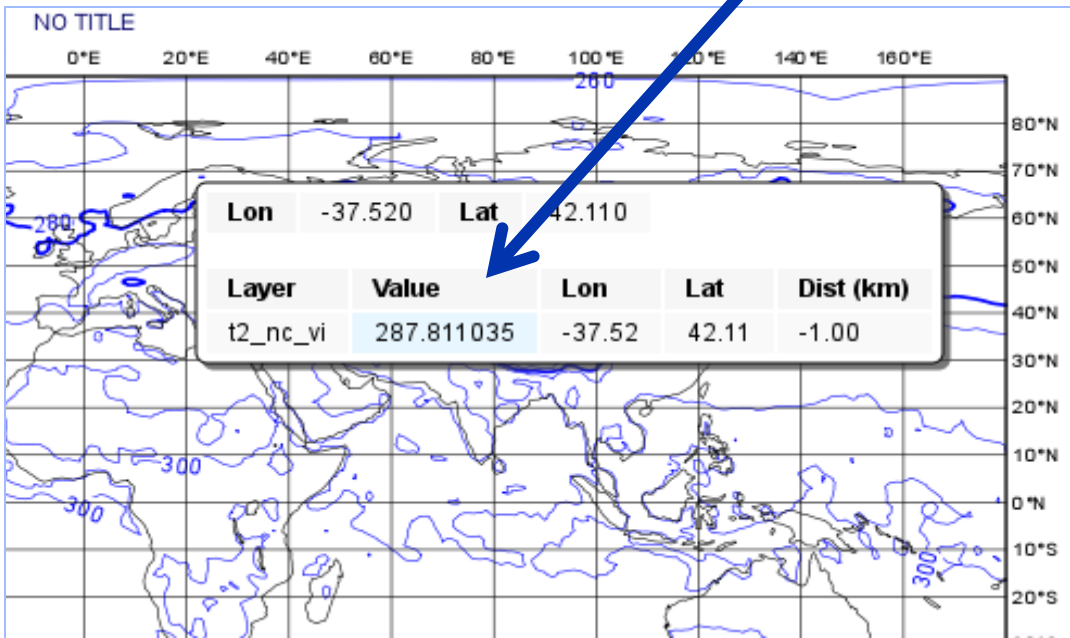 NO TITLE
0°E 20°E 40°E 60°E 80°E 100°E 120°E 140°E 160°E
260
80°N
70°N
280
Lon -37.520 Lat 42.110
60°N
50°N
Layer Value Lon Lat Dist (km)
40°N
t2_nc_vi 287.811035 -37.52 42.11 -1.00
30°N
20°N
300
10°N
300
0°N
10°S
300
20°S